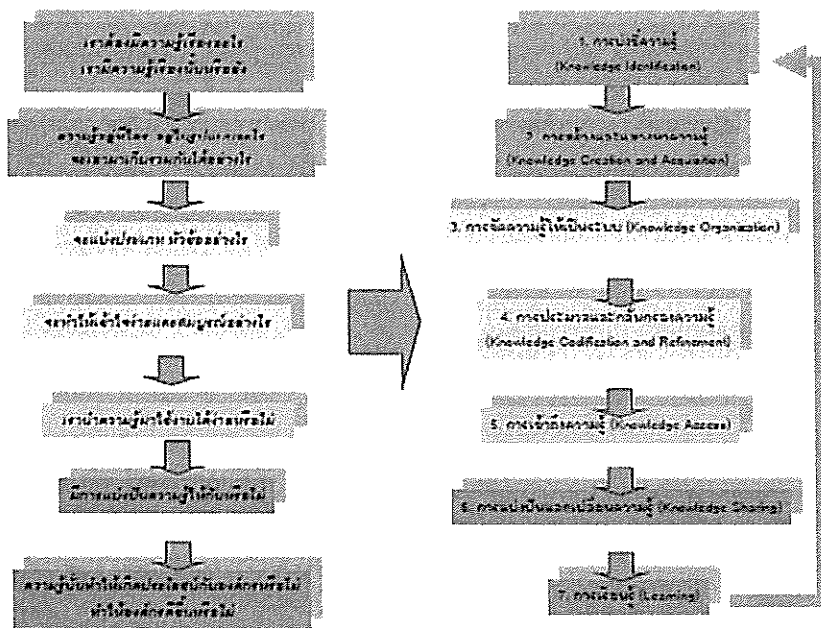 เราต้องมีความรู้เรื่องอะไร
เรามีความรู้เรื่องนั้นหรือยัง
ความรู้อยู่ที่ใคร อยู่ในรูปแบบอะไร
จะเอามาเก็บรวมกันได้อย่างไร
จะแบ่งประเภท หัวข้ออย่างไร
จะทำให้เข้าใจง่ายและสมบูรณ์อย่างไร
เรานำความรู้มาใช้งานได้ง่ายหรือไม่
มีการแบ่งปันความรู้ให้กันหรือไม่
ความรู้นั้นทำให้เกิดประโยชน์กับองค์กรหรือไม่
ทำให้องค์กรดีขึ้นหรือไม่
1. การบ่งชี้ความรู้
(Knowledge Identification)
2. การสร้างและแสวงหาความรู้
(Knowledge Creation and Acquisition)
3. การจัดความรู้ให้เป็นระบบ (Knowledge Organization)
4. การประมวลและกลั่นกรองความรู้
(Knowledge Codification and Refinement)
5. การเข้าถึงความรู้ (Knowledge Access)
6. การแบ่งปันแลกเปลี่ยนความรู้ (Knowledge Sharing)
7. การเรียนรู้ (Learning)